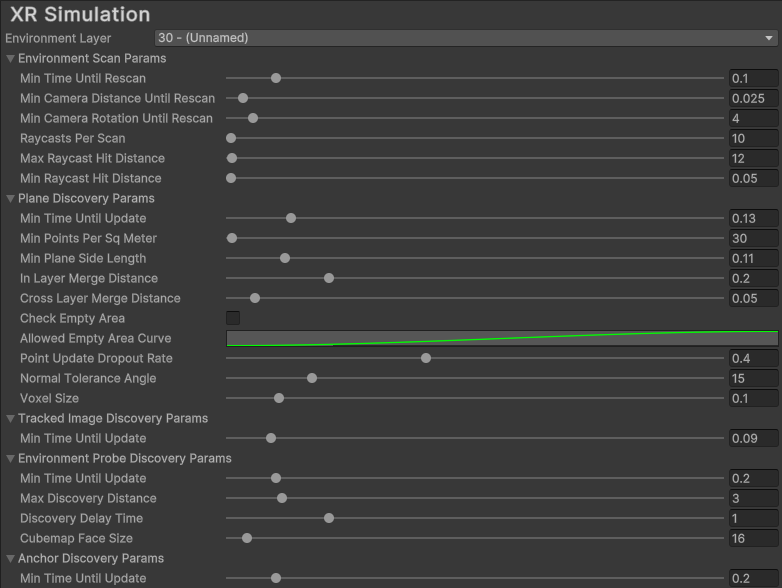 XR Simulation
Environment Layer 30 - (Unnamed)
Environment Scan Params
Min Time Until Rescan 0.1
Min Camera Distance Until Rescan 0.025
Min Camera Rotation Until Rescan 4
Raycasts Per Scan 10
Max Raycast Hit Distance 12
Min Raycast Hit Distance 0.05
Plane Discovery Params
Min Time Until Update 0.13
Min Points Per Sq Meter 30
Min Plane Side Length 0.11
In Layer Merge Distance 0.2
Cross Layer Merge Distance 0.05
Check Empty Area
Allowed Empty Area Curve
Point Update Dropout Rate 0.4
Normal Tolerance Angle 15
Voxel Size 0.1
Tracked Image Discovery Params
Min Time Until Update 0.09
Environment Probe Discovery Params
Min Time Until Update 0.2
Max Discovery Distance 3
Discovery Delay Time 1
Cubemap Face Size 16
Anchor Discovery Params
Min Time Until Update 0.2